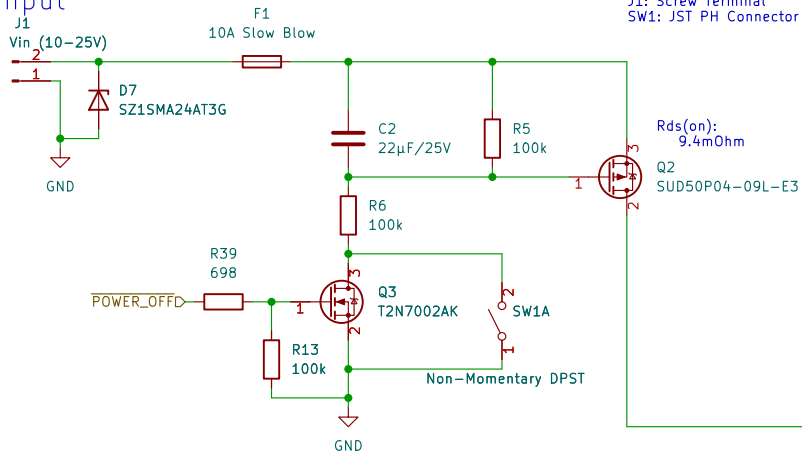 J1: Screw Terminal
SW1: JST PH Connector
J1
Vin (10-25V)
2
1
F1
10A Slow Blow
D7
SZ1SMA24AT3G
GND
C2
22µF/25V
R5
100k
Rds(on):
9.4mOhm
3
1
Q2
SUD50P04-09L-E3
2
R6
100k
R39
698
POWER_OFF
3
1
Q3
T2N7002AK
2
2
SW1A
1
R13
100k
Non-Momentary DPST
GND